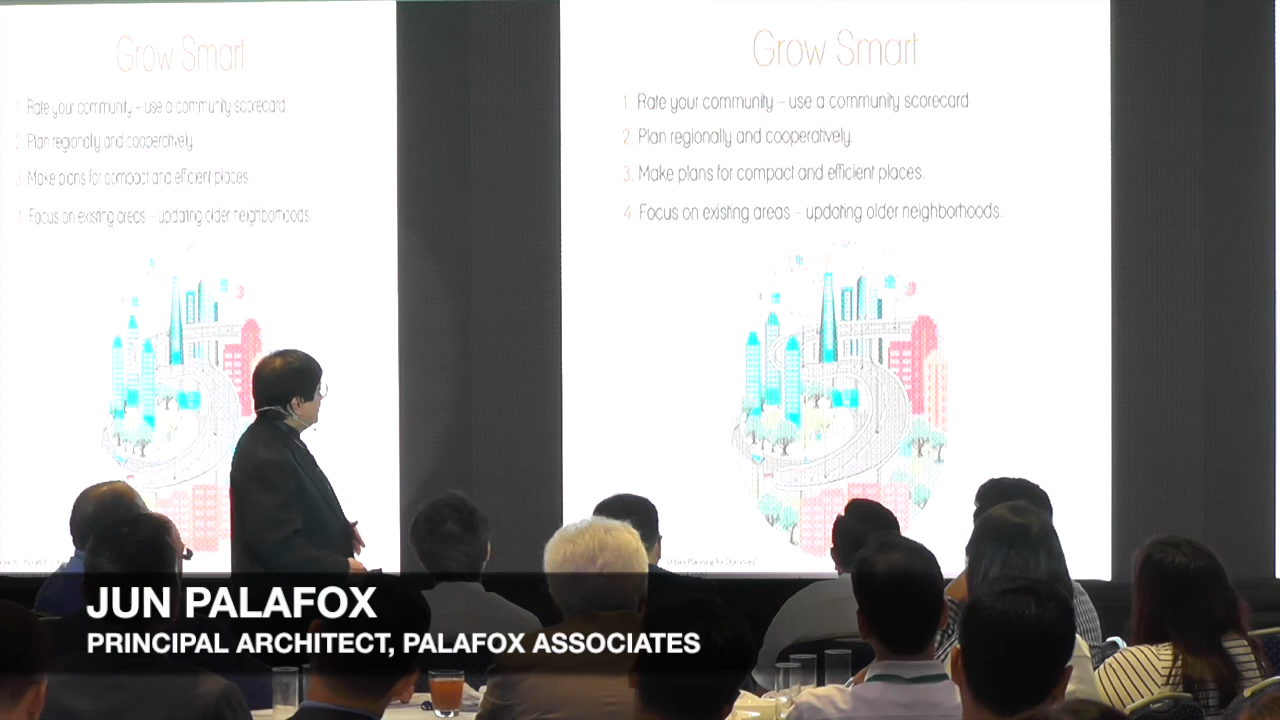 Grow Smart
1. Rate your community – use a community scorecard
2. Plan regionally and cooperatively.
3. Make plans for compact and efficient places.
4. Focus on existing areas – updating older neighborhoods.
Grow Smart
1. Rate your community – use a community scorecard
2. Plan regionally and cooperatively.
3. Make plans for compact and efficient places.
4. Focus on existing areas – updating older neighborhoods.
JUN PALAFOX
PRINCIPAL ARCHITECT, PALAFOX ASSOCIATES